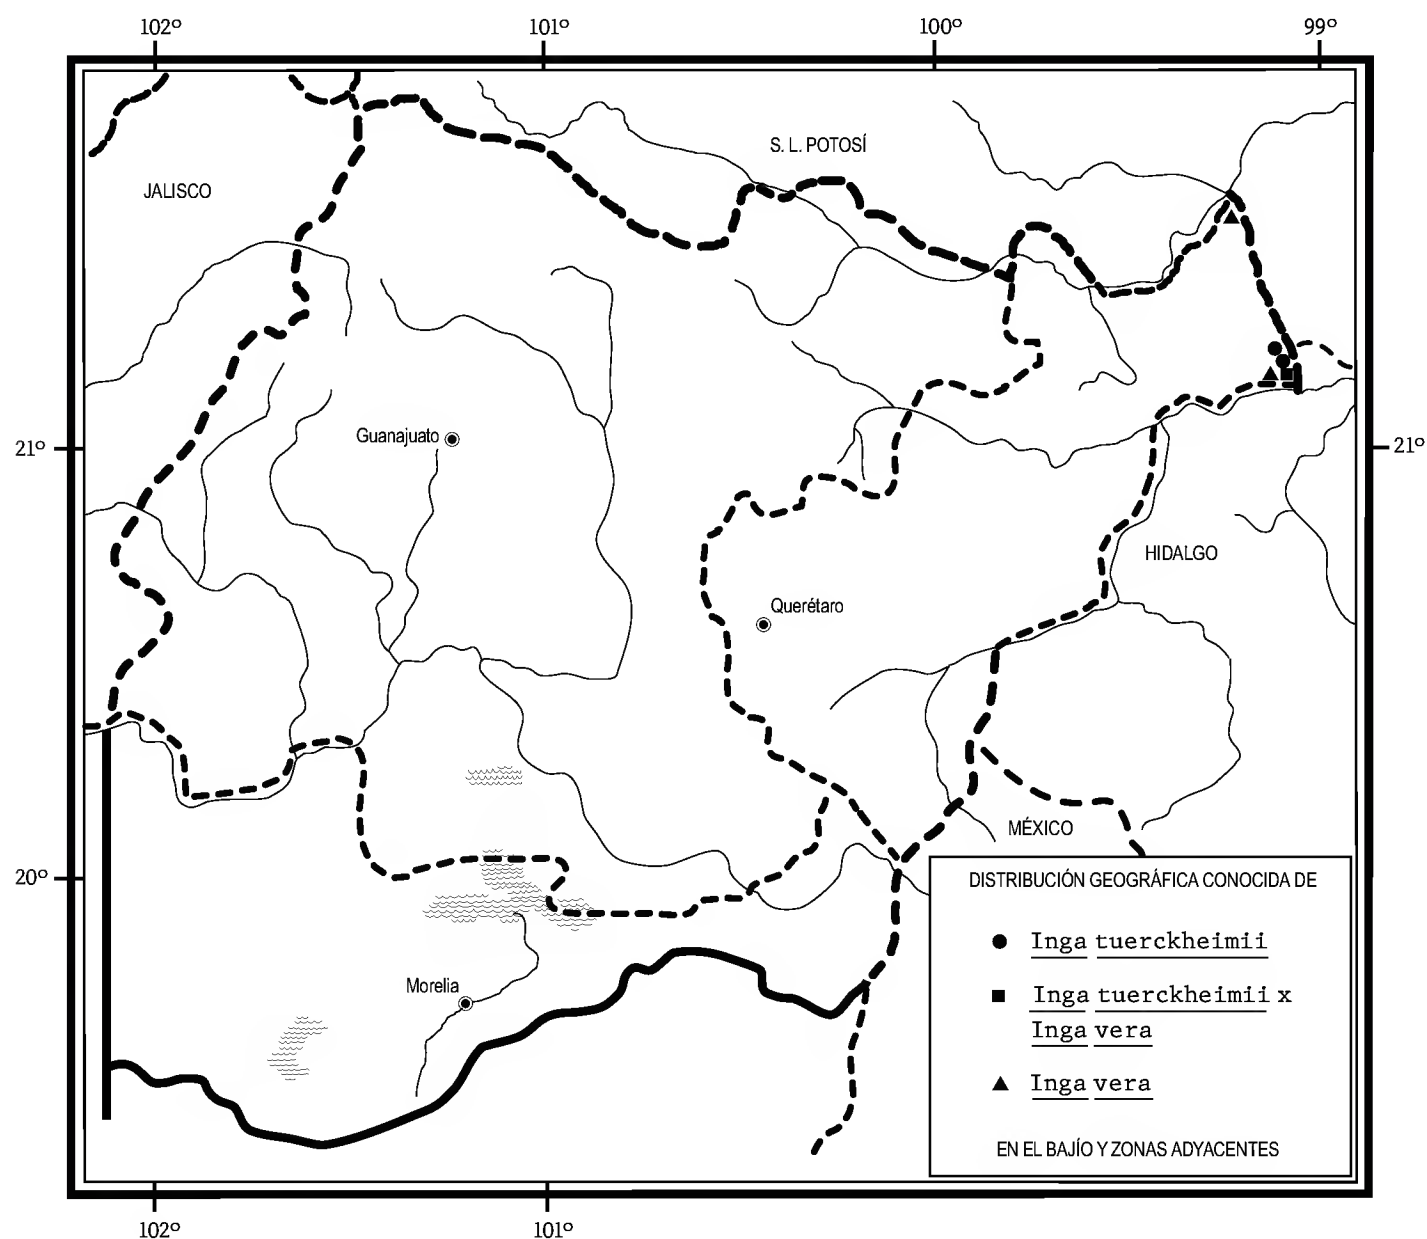 102° 101° 100° 99°
S. L. POTOSÍ
JALISCO
Guanajuato
21° 21°
HIDALGO
Querétaro
MÉXICO
20°
DISTRIBUCIÓN GEOGRÁFICA CONOCIDA DE
Inga tuerckheimii
Inga tuerckheimii x
Inga vera
Inga vera
EN EL BAJÍO Y ZONAS ADYACENTES
Morelia
102° 101°